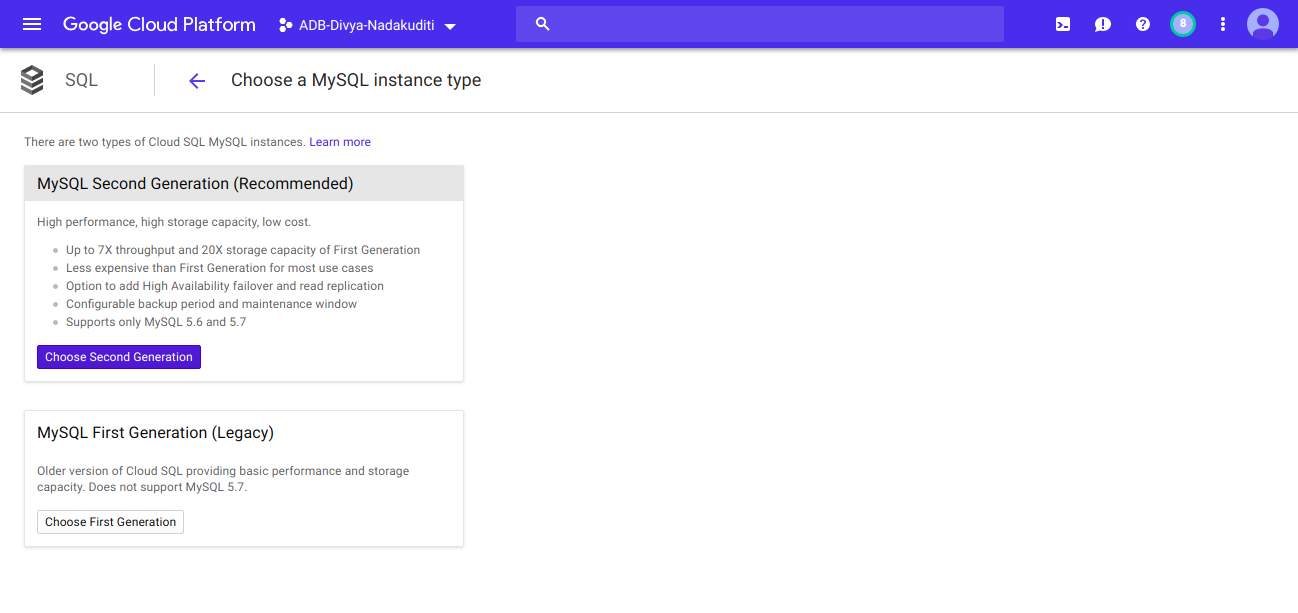 Google Cloud Platform
ADB-Divya-Nadakuditi
8
SQL
Choose a MySQL instance type
There are two types of Cloud SQL MySQL instances. Learn more
MySQL Second Generation (Recommended)
High performance, high storage capacity, low cost.
Up to 7X throughput and 20X storage capacity of First Generation
Less expensive than First Generation for most use cases
Option to add High Availability failover and read replication
Configurable backup period and maintenance window
Supports only MySQL 5.6 and 5.7
Choose Second Generation
MySQL First Generation (Legacy)
Older version of Cloud SQL providing basic performance and storage
capacity. Does not support MySQL 5.7.
Choose First Generation